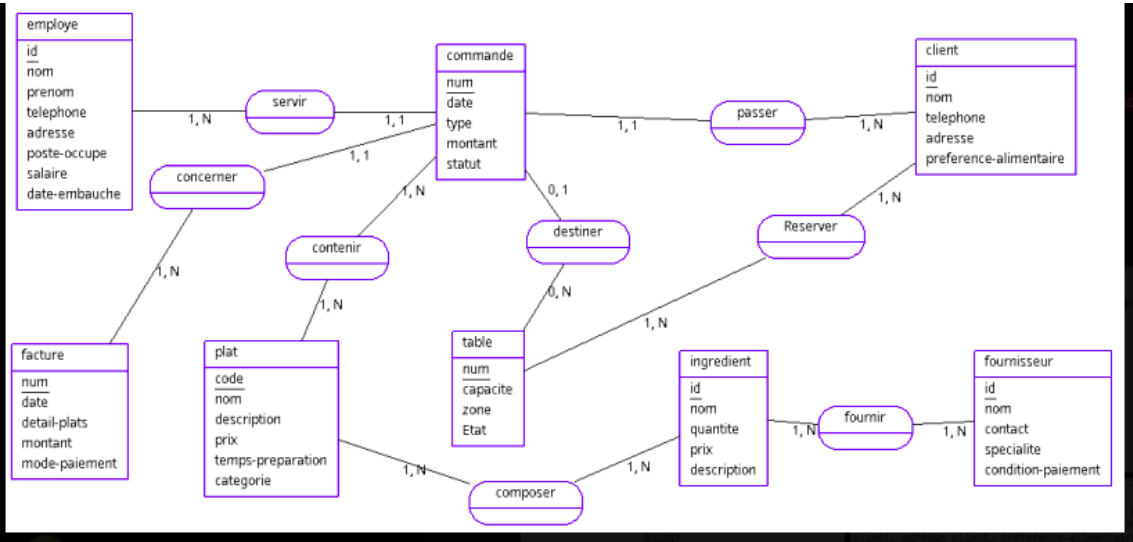 employe
id
nom
prenom
telephone
adresse
poste-occupe
salaire
date-embauche
servir
1, N
1, 1
commande
num
date
type
montant
statut
passer
1, 1
1, N
client
id
nom
telephone
adresse
preference-alimentaire
concerner
1, 1
1, N
contenir
1, N
1, N
destiner
0, 1
0, N
Reserver
1, N
1, N
facture
num
date
detail-plats
montant
mode-paiement
plat
code
nom
description
prix
temps-preparation
categorie
table
num
capacite
zone
Etat
ingredient
id
nom
quantite
prix
description
fournir
1, N
1, N
fournisseur
id
nom
contact
specialite
condition-paiement
composer
1, N
1, N